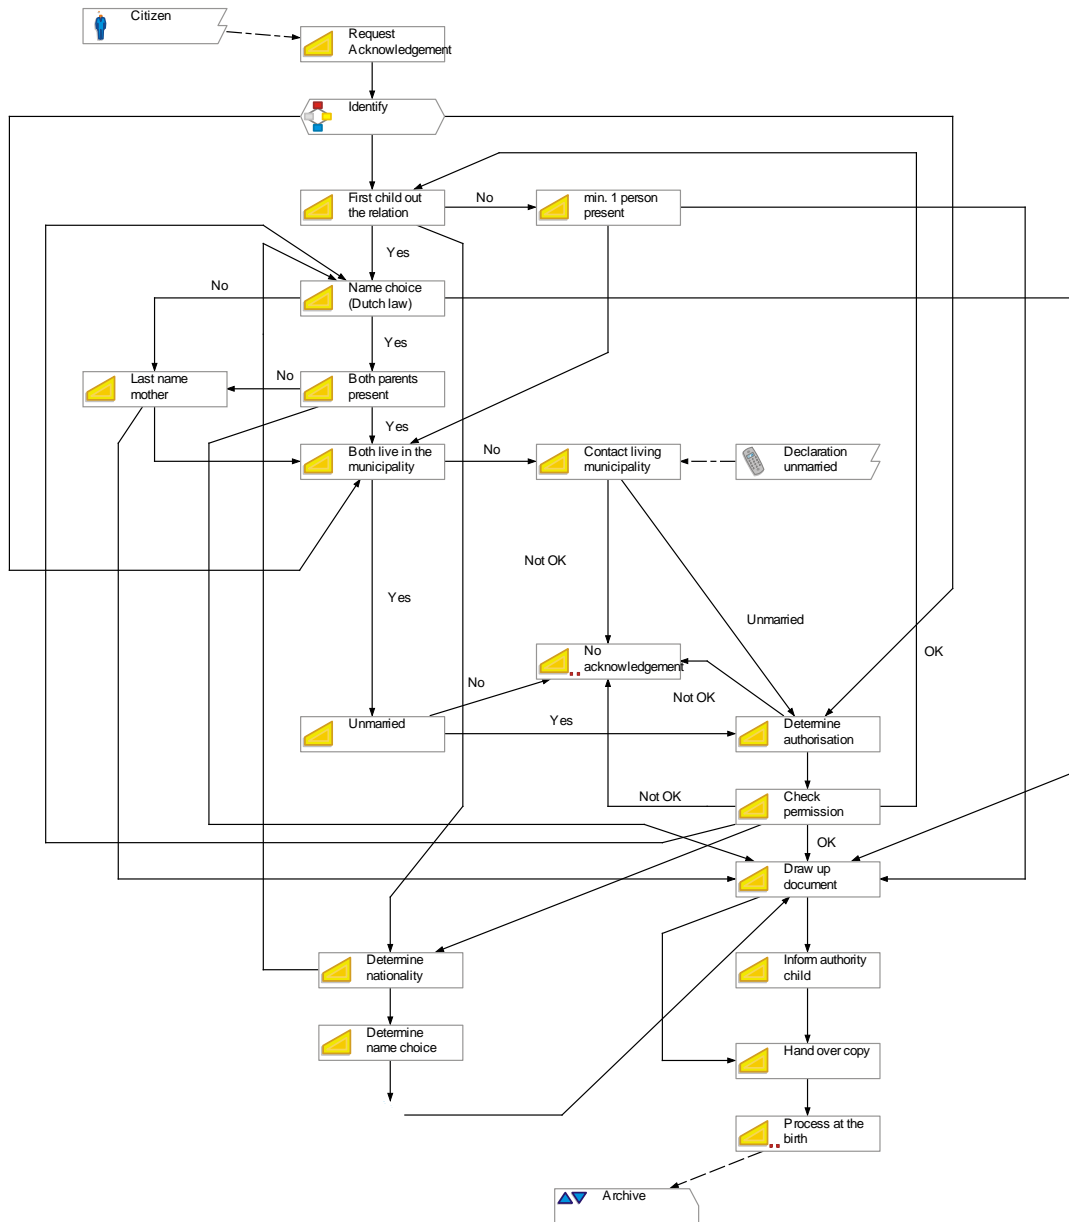 Citizen
Request
Acknowledgement
Identify
First child out
the relation
No
min. 1 person
present
Yes
No
Name choice
(Dutch law)
Yes
Last name
mother
No
Both parents
present
Yes
Both live in the
municipality
No
Contact living
municipality
Declaration
unmarried
Not OK
Yes
Unmarried
OK
No
acknowledgement
No
Not OK
Unmarried
Yes
Determine
authorisation
Not OK
Check
permission
OK
Draw up
document
Determine
nationality
Inform authority
child
Determine
name choice
Hand over copy
Process at the
birth
Archive